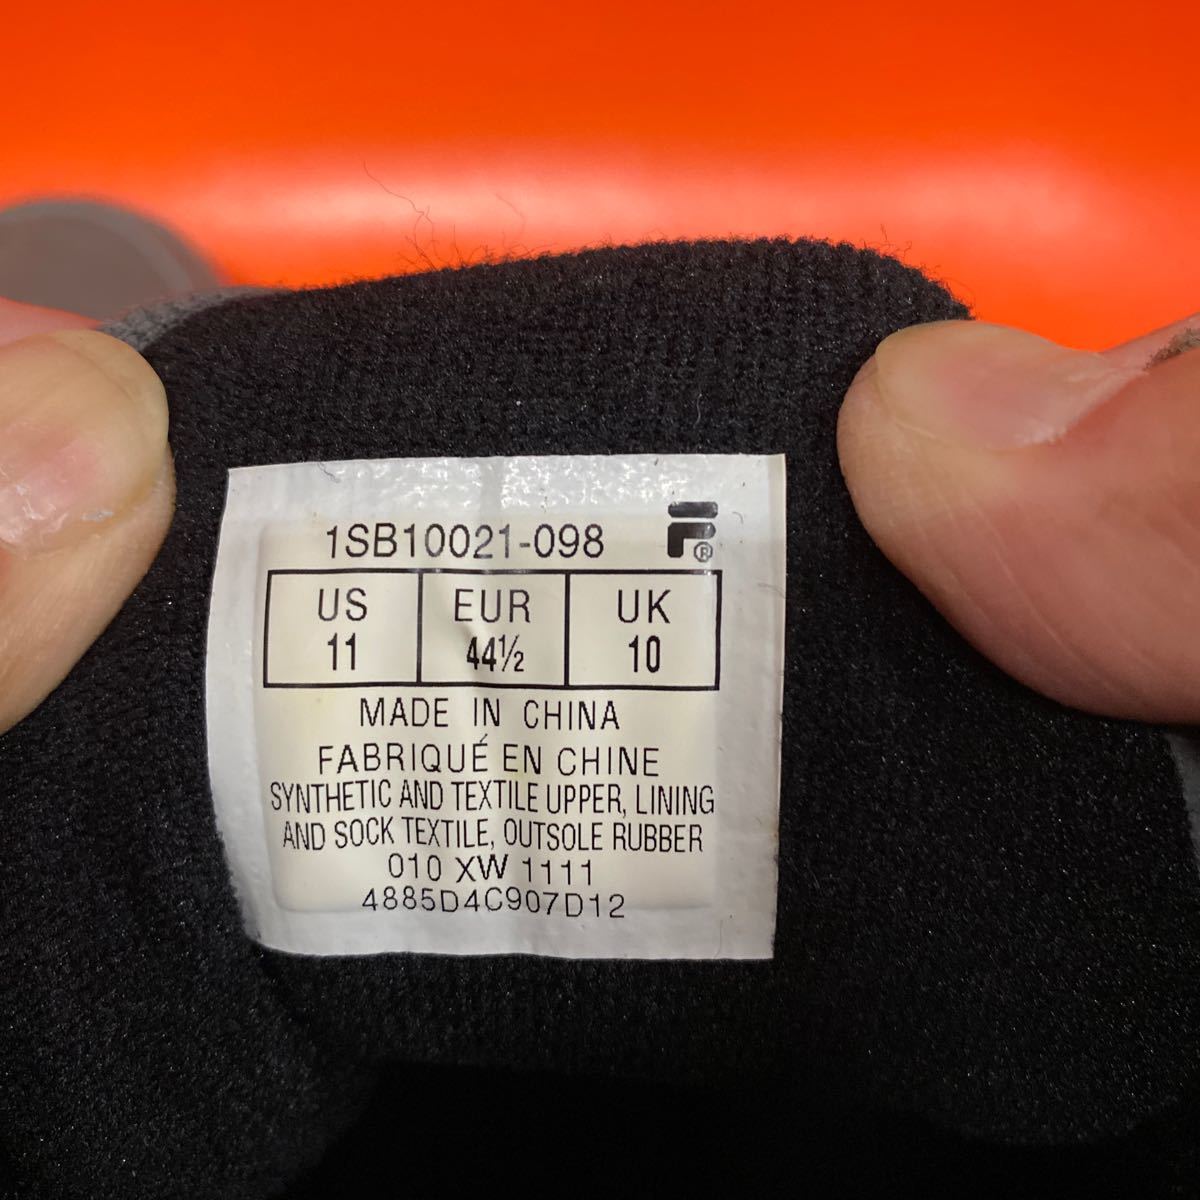 1SB10021-098 F®
US EUR UK
11 44½ 10
MADE IN CHINA
FABRIQUÉ EN CHINE
SYNTHETIC AND TEXTILE UPPER, LINING
AND SOCK TEXTILE, OUTSOLE RUBBER
010 XW 1111
4885D4C907D12